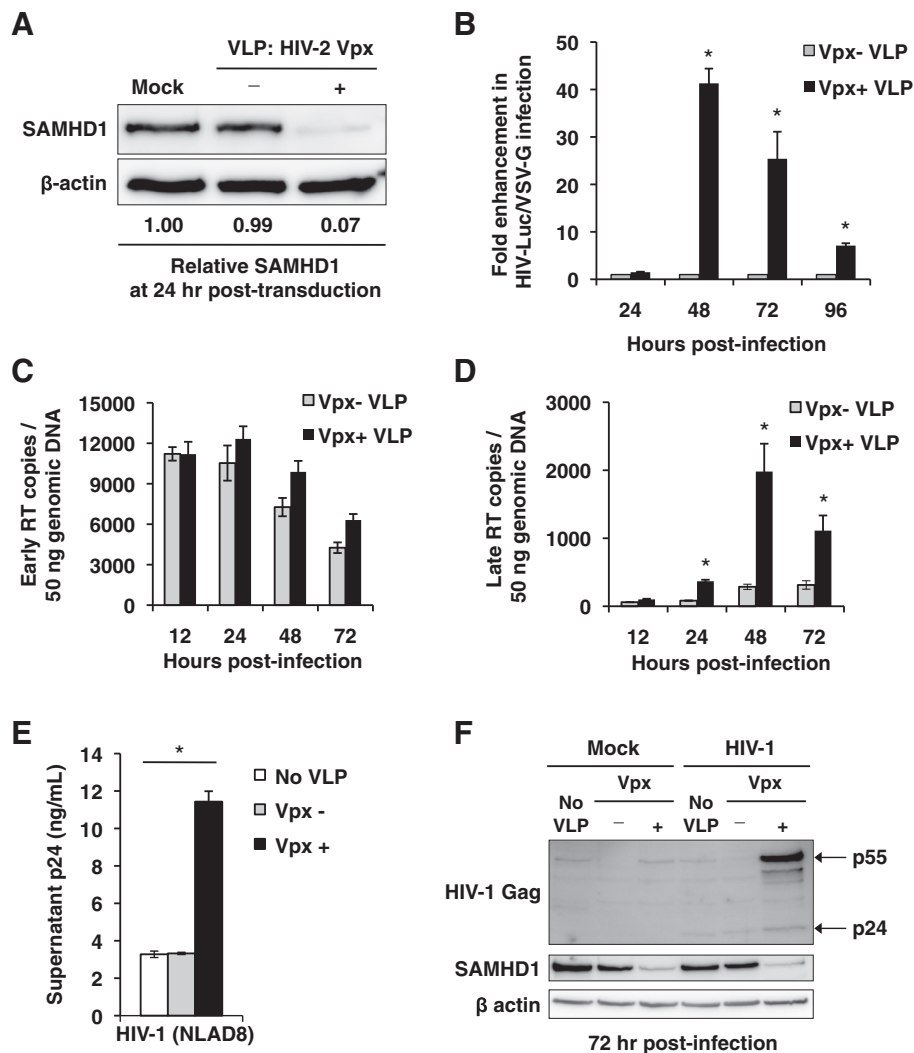 A
VLP: HIV-2 Vpx
Mock – +
SAMHD1
β-actin
1.00 0.99 0.07
Relative SAMHD1
at 24 hr post-transduction
B
Fold enhancement in
HIV-Luc/VSV-G infection
50
40
30
20
10
0
* * *
Vpx- VLP
Vpx+ VLP
24 48 72 96
Hours post-infection
C
Early RT copies /
50 ng genomic DNA
15000
12000
9000
6000
3000
0
Vpx- VLP
Vpx+ VLP
12 24 48 72
Hours post-infection
D
Late RT copies /
50 ng genomic DNA
3000
2000
1000
0
* * *
Vpx- VLP
Vpx+ VLP
12 24 48 72
Hours post-infection
E
Supernatant p24 (ng/mL)
14
12
10
8
6
4
2
0
*
No VLP
Vpx -
Vpx +
HIV-1 (NLAD8)
F
Mock HIV-1
Vpx Vpx
No VLP – + No VLP – +
HIV-1 Gag
p55
p24
SAMHD1
β actin
72 hr post-infection